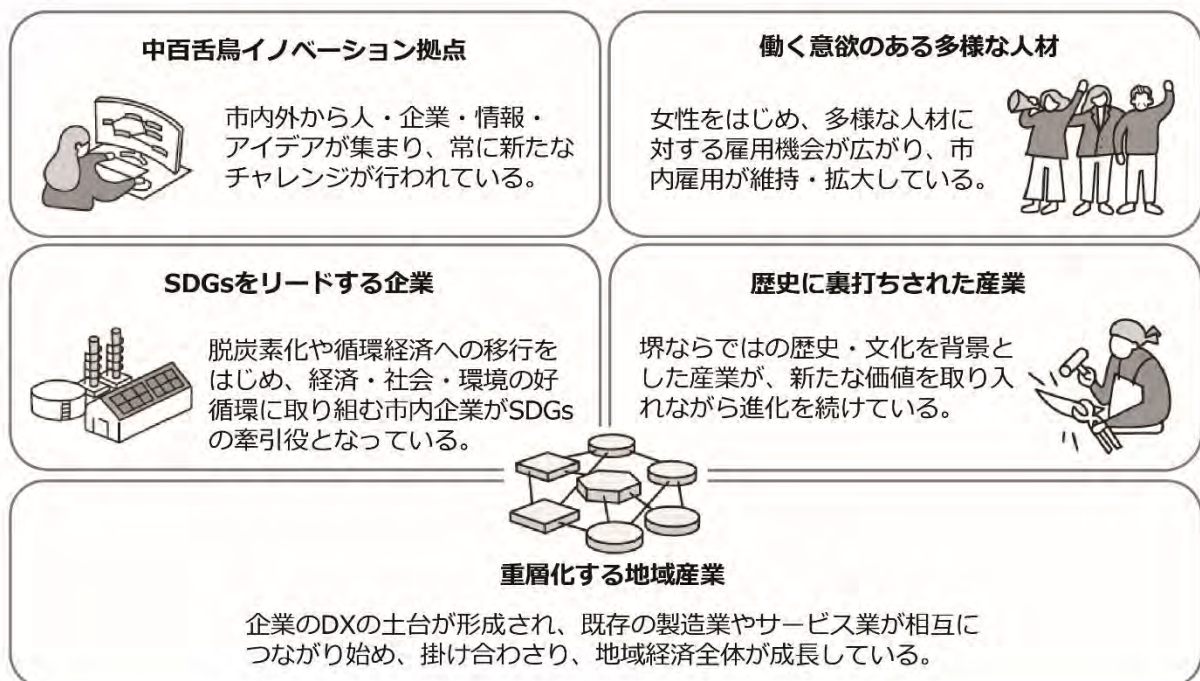 中百舌鳥イノベーション拠点
市内外から人・企業・情報・
アイデアが集まり、常に新たな
チャレンジが行われている。
働く意欲のある多様な人材
女性をはじめ、多様な人材に
対する雇用機会が広がり、市
内雇用が維持・拡大している。
SDGsをリードする企業
脱炭素化や循環経済への移行を
はじめ、経済・社会・環境の好
循環に取り組む市内企業がSDGs
の牽引役となっている。
歴史に裏打ちされた産業
堺ならではの歴史・文化を背景と
した産業が、新たな価値を取り入
れながら進化を続けている。
重層化する地域産業
企業のDXの土台が形成され、既存の製造業やサービス業が相互に
つながり始め、掛け合わさり、地域経済全体が成長している。